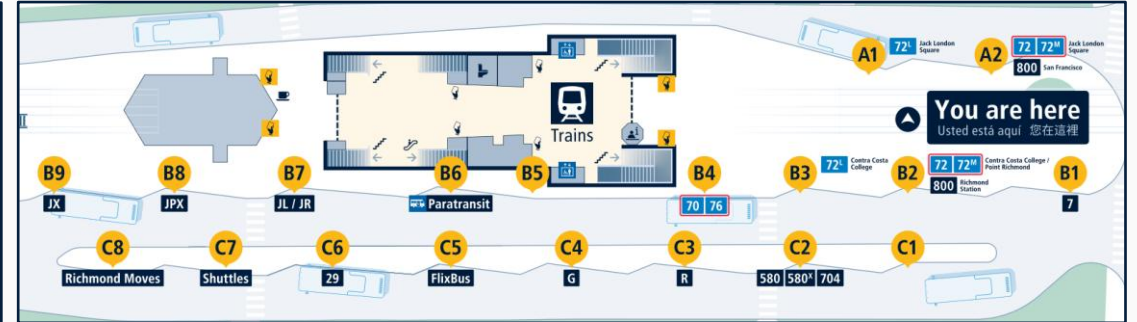 A1
72L
Jack London
Square
A2
72 72M
Jack London
Square
800
San Francisco
You are here
Usted está aquí 您在這裡
Trains
B9
JX
B8
JPX
B7
JL / JR
B6
Paratransit
B5
B4
70 76
B3
72L
Contra Costa
College
B2
72 72M
Contra Costa College /
Point Richmond
800
Richmond
Station
B1
7
C8
Richmond Moves
C7
Shuttles
C6
29
C5
FlixBus
C4
G
C3
R
C2
580 580X 704
C1